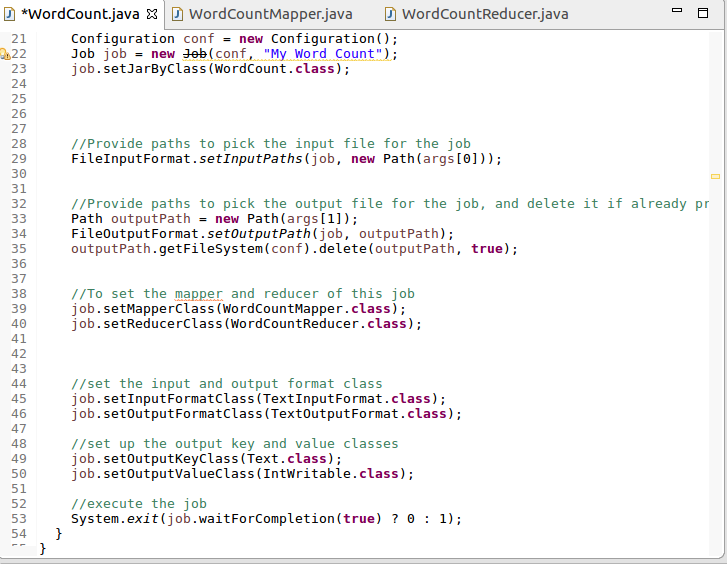 *WordCount.java WordCountMapper.java WordCountReducer.java
21 Configuration conf = new Configuration();
22 Job job = new Job(conf, "My Word Count");
23 job.setJarByClass(WordCount.class);
24
25
26
27
28 //Provide paths to pick the input file for the job
29 FileInputFormat.setInputPaths(job, new Path(args[0]));
30
31
32 //Provide paths to pick the output file for the job, and delete it if already pr
33 Path outputPath = new Path(args[1]);
34 FileOutputFormat.setOutputPath(job, outputPath);
35 outputPath.getFileSystem(conf).delete(outputPath, true);
36
37
38 //To set the mapper and reducer of this job
39 job.setMapperClass(WordCountMapper.class);
40 job.setReducerClass(WordCountReducer.class);
41
42
43
44 //set the input and output format class
45 job.setInputFormatClass(TextInputFormat.class);
46 job.setOutputFormatClass(TextOutputFormat.class);
47
48 //set up the output key and value classes
49 job.setOutputKeyClass(Text.class);
50 job.setOutputValueClass(IntWritable.class);
51
52 //execute the job
53 System.exit(job.waitForCompletion(true) ? 0 : 1);
54 }
}